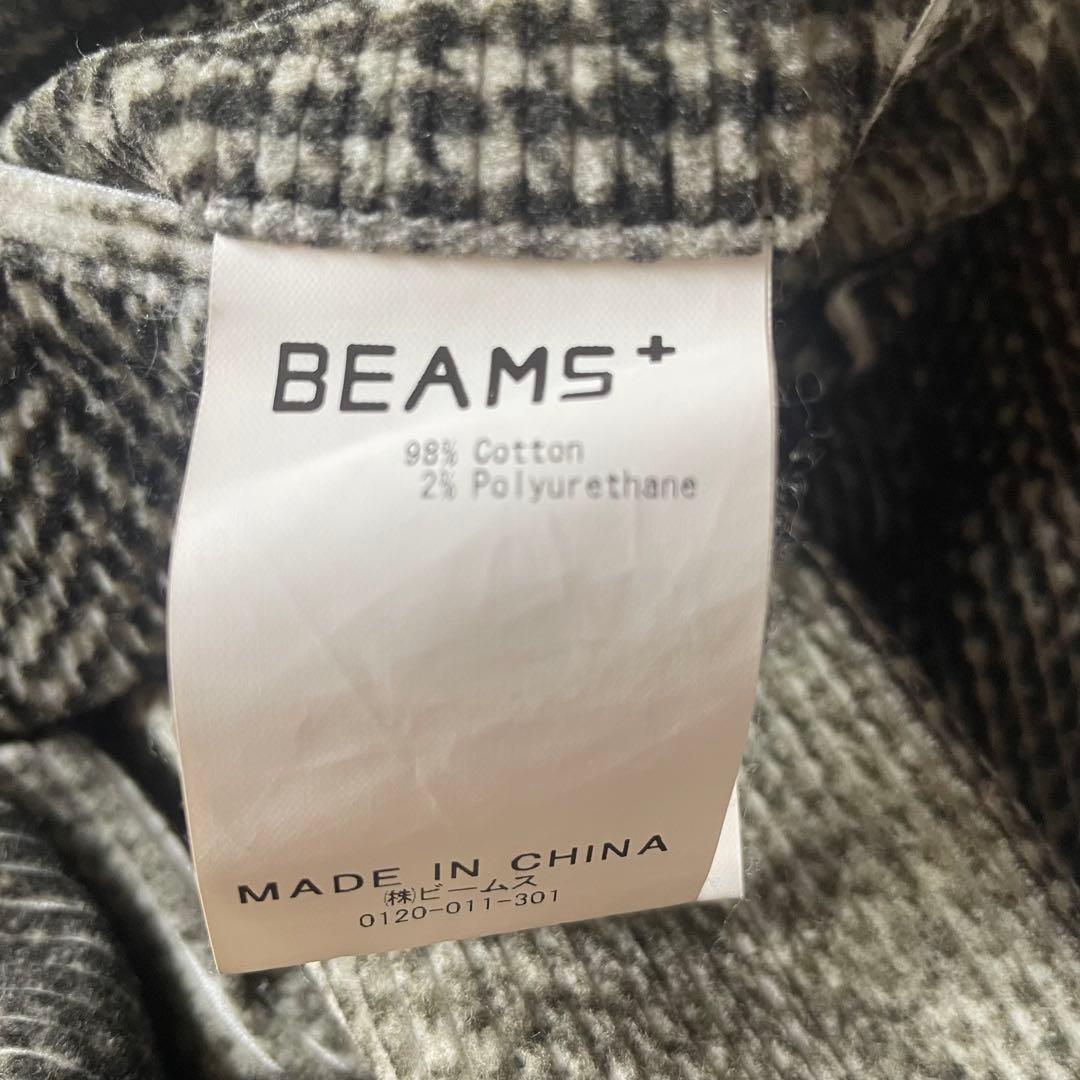 BEAMS+
98% Cotton
2% Polyurethane
MADE IN CHINA
㈱ビームス
0120-011-301